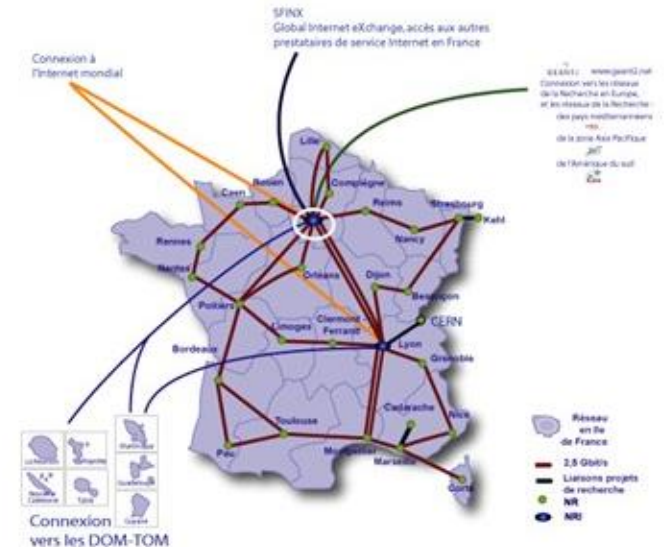 SFINX
Global Internet eXchange, accès aux autres
prestataires de service Internet en France
Connexion à
l'Internet mondial
www.geant2.net
Connexion vers les réseaux
de la Recherche en Europe,
et les réseaux de la Recherche :
des pays méditerranéens
de la zone Asie Pacifique
de l'Amérique du sud
Lille
Rouen
Compiègne
Caen
Reims
Strasbourg
Kehl
Nancy
Rennes
Nantes
Orléans
Dijon
Besançon
Poitiers
Limoges
Clermont
Ferrant
CERN
Lyon
Grenoble
Bordeaux
Cadarache
Nice
Toulouse
Pau
Montpellier
Marseille
Corte
Réseau
en Ile
de France
2,5 Gbit/s
Liaisons projets
de recherche
NR
NRI
Connexion
vers les DOM-TOM